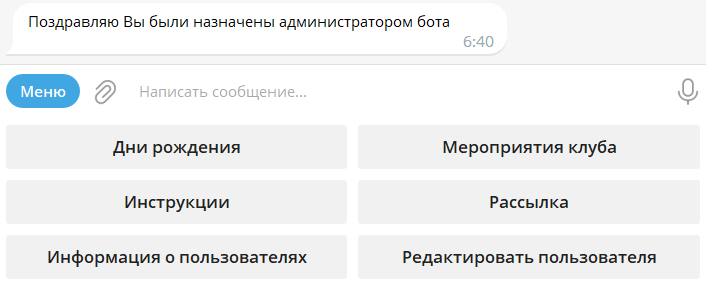 Поздравляю Вы были назначены администратором бота
6:40
Меню
Написать сообщение...
Дни рождения
Мероприятия клуба
Инструкции
Рассылка
Информация о пользователях
Редактировать пользователя